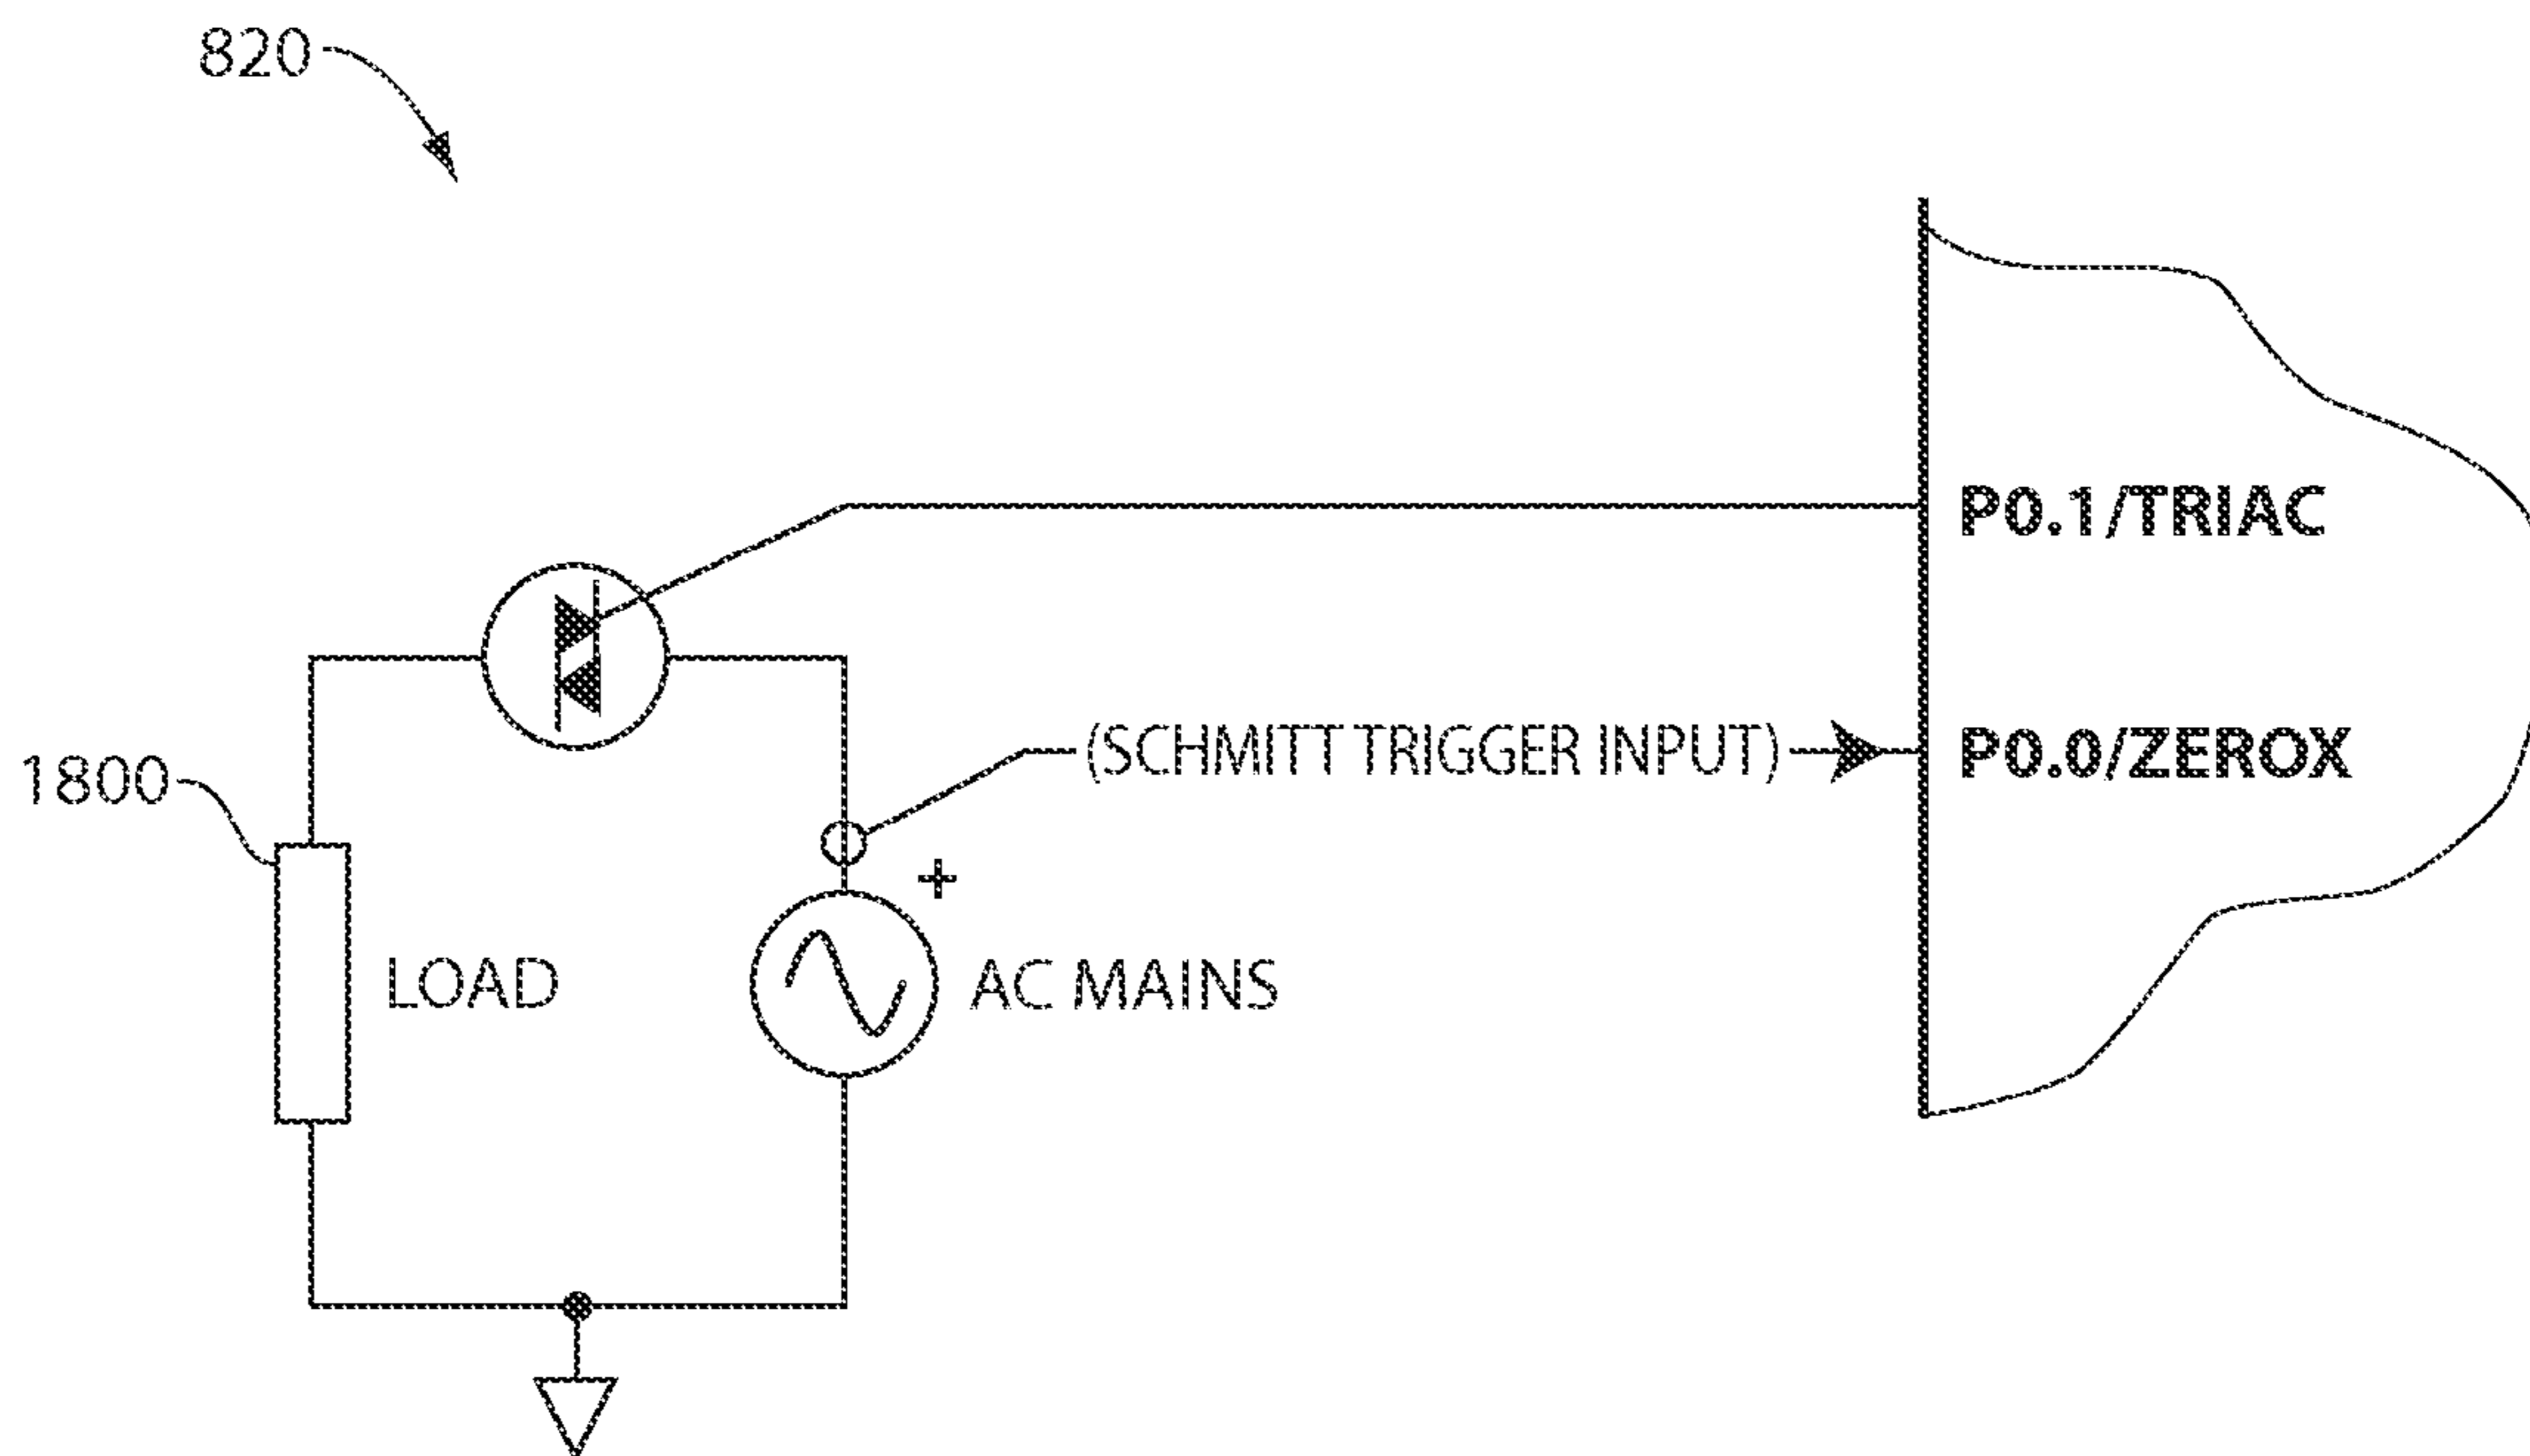 820
P0.1/TRIAC
1800
(SCHMITT TRIGGER INPUT)
P0.0/ZEROX
+
LOAD
AC MAINS